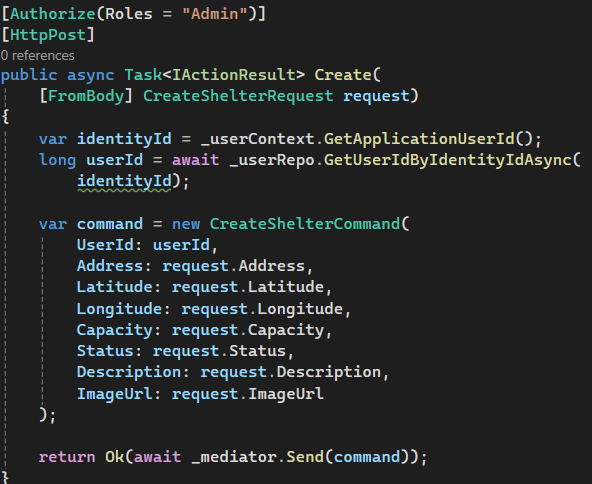 [Authorize(Roles = "Admin")]
[HttpPost]
0 references
public async Task<IActionResult> Create(
    [FromBody] CreateShelterRequest request)
{
    var identityId = _userContext.GetApplicationUserId();
    long userId = await _userRepo.GetUserIdByIdentityIdAsync(
        identityId);

    var command = new CreateShelterCommand(
        UserId: userId,
        Address: request.Address,
        Latitude: request.Latitude,
        Longitude: request.Longitude,
        Capacity: request.Capacity,
        Status: request.Status,
        Description: request.Description,
        ImageUrl: request.ImageUrl
    );

    return Ok(await _mediator.Send(command));
}